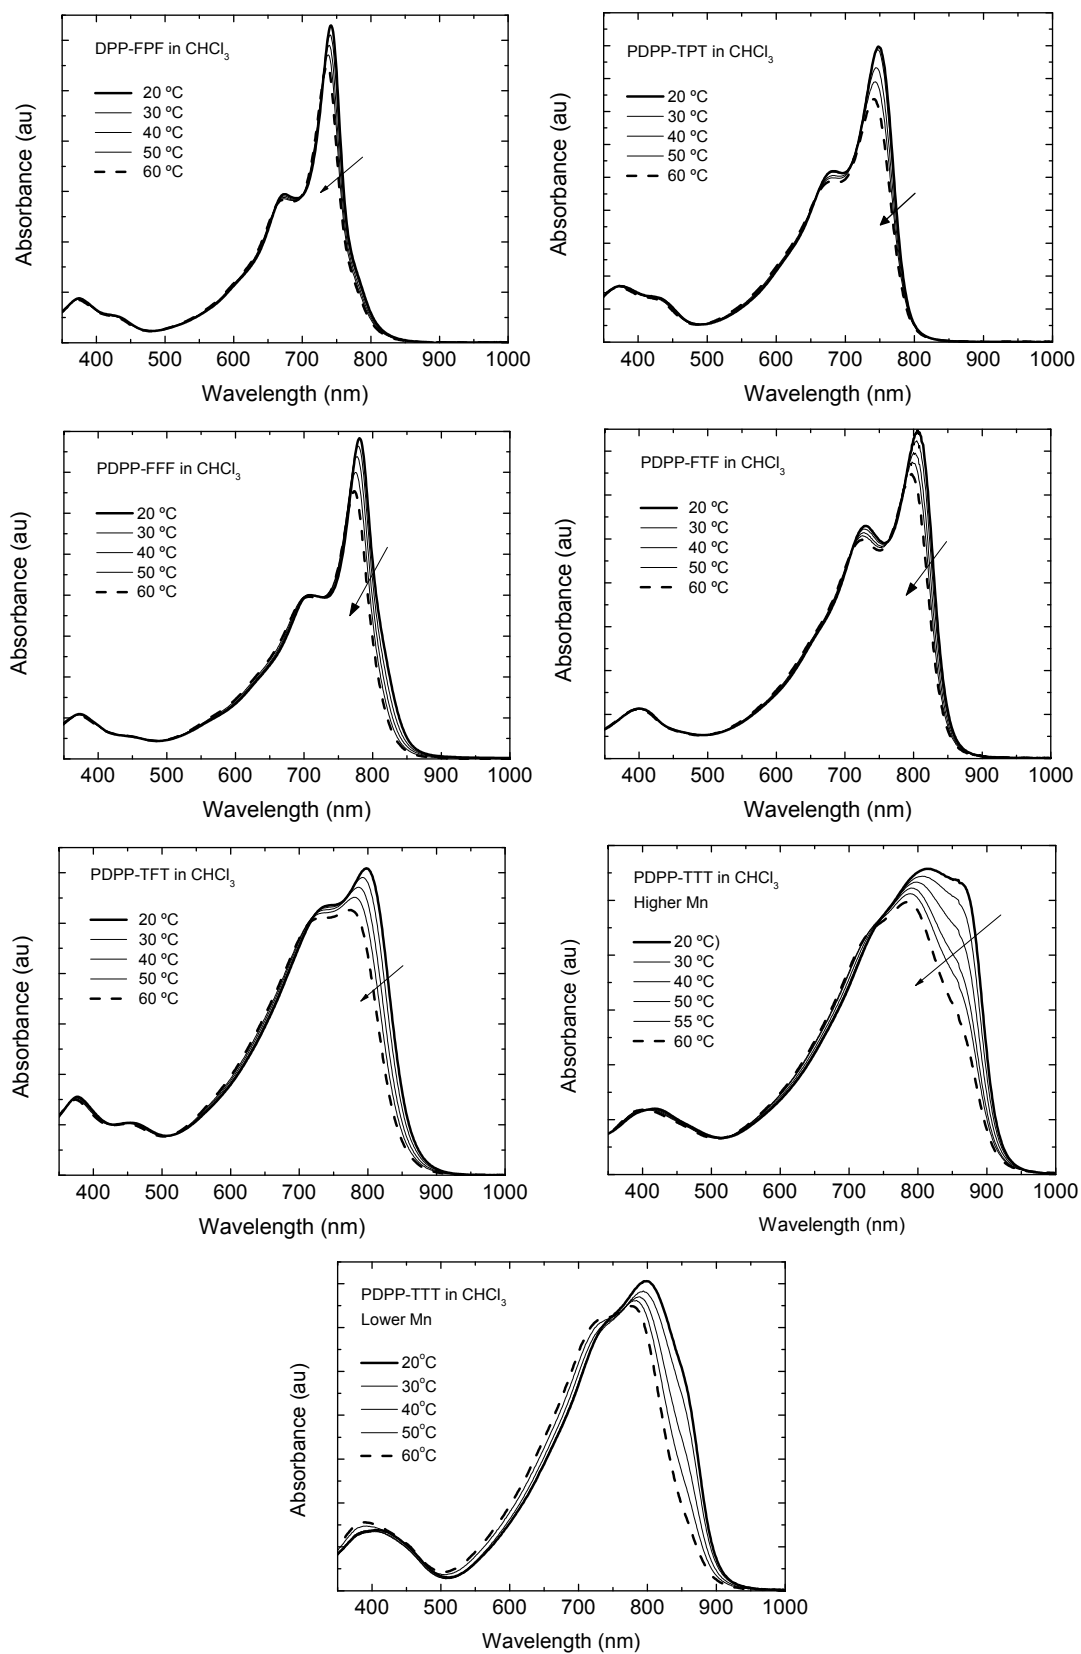 DPP-FPF in CHCl3
20 ºC
30 ºC
40 ºC
50 ºC
60 ºC
Absorbance (au)
400 500 600 700 800 900 1000
Wavelength (nm)
PDPP-TPT in CHCl3
20 ºC
30 ºC
40 ºC
50 ºC
60 ºC
Absorbance (au)
400 500 600 700 800 900 1000
Wavelength (nm)
PDPP-FFF in CHCl3
20 ºC
30 ºC
40 ºC
50 ºC
60 ºC
Absorbance (au)
400 500 600 700 800 900 1000
Wavelength (nm)
PDPP-FTF in CHCl3
20 ºC
30 ºC
40 ºC
50 ºC
60 ºC
Absorbance (au)
400 500 600 700 800 900 1000
Wavelength (nm)
PDPP-TFT in CHCl3
20 ºC
30 ºC
40 ºC
50 ºC
60 ºC
Absorbance (au)
400 500 600 700 800 900 1000
Wavelength (nm)
PDPP-TTT in CHCl3
Higher Mn
20 ºC)
30 ºC
40 ºC
50 ºC
55 ºC
60 ºC
Absorbance (au)
400 500 600 700 800 900 1000
Wavelength (nm)
PDPP-TTT in CHCl3
Lower Mn
20°C
30°C
40°C
50°C
60°C
Absorbance (au)
400 500 600 700 800 900 1000
Wavelength (nm)